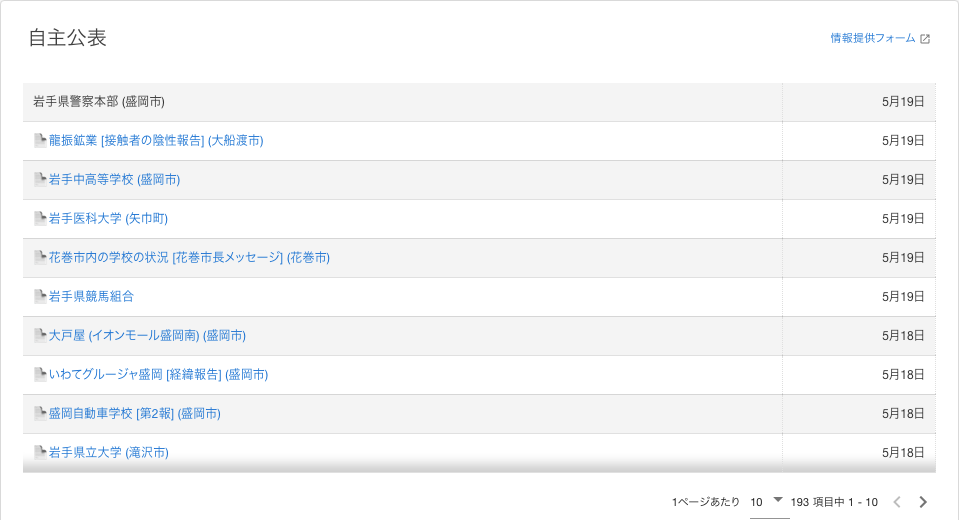 自主公表
情報提供フォーム
岩手県警察本部 (盛岡市) 5月19日
龍振鉱業 [接触者の陰性報告] (大船渡市) 5月19日
岩手中高等学校 (盛岡市) 5月19日
岩手医科大学 (矢巾町) 5月19日
花巻市内の学校の状況 [花巻市長メッセージ] (花巻市) 5月19日
岩手県競馬組合 5月19日
大戸屋 (イオンモール盛岡南) (盛岡市) 5月18日
いわてグルージャ盛岡 [経緯報告] (盛岡市) 5月18日
盛岡自動車学校 [第2報] (盛岡市) 5月18日
岩手県立大学 (滝沢市) 5月18日
1ページあたり 10 193 項目中 1 - 10